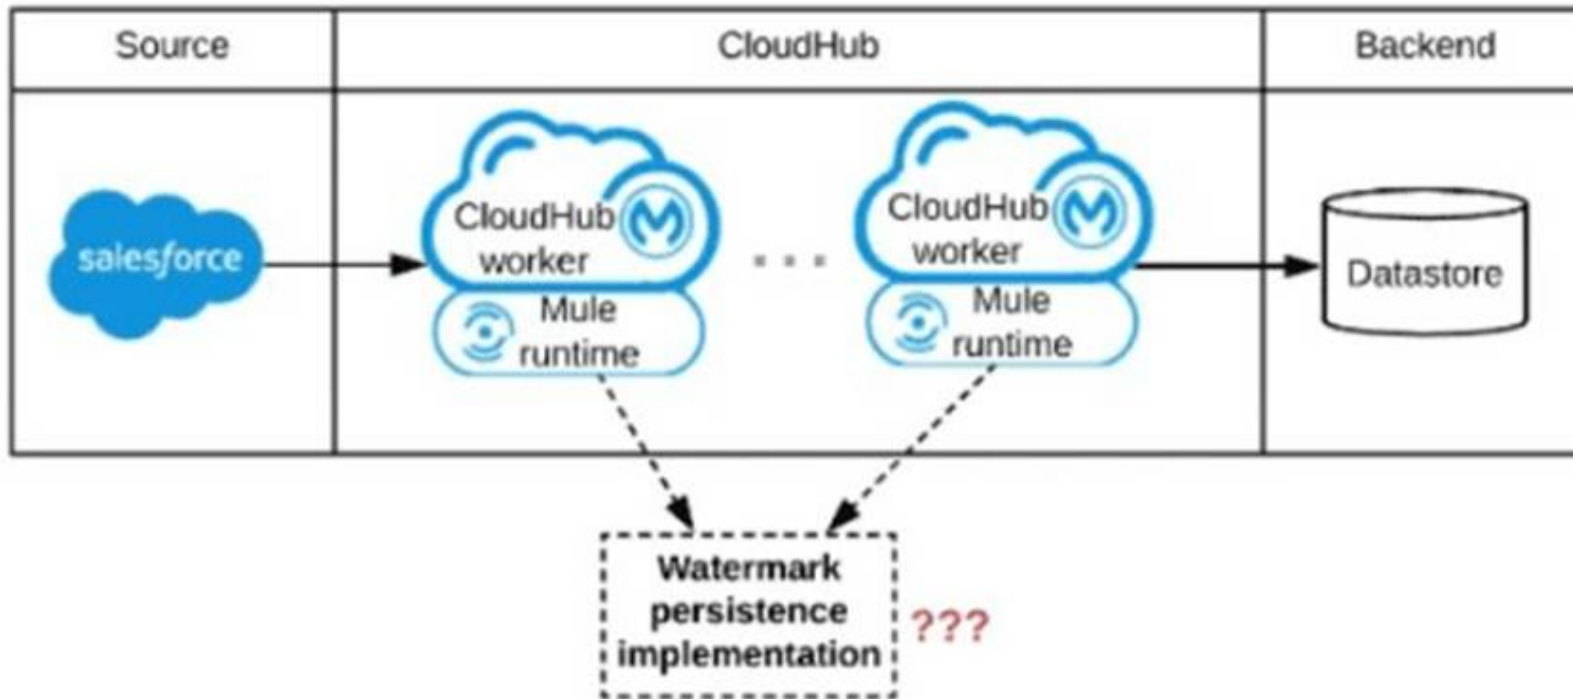 Source
CloudHub
Backend
salesforce
CloudHub
worker
Mule
runtime
CloudHub
worker
Mule
runtime
Datastore
Watermark
persistence
implementation
???